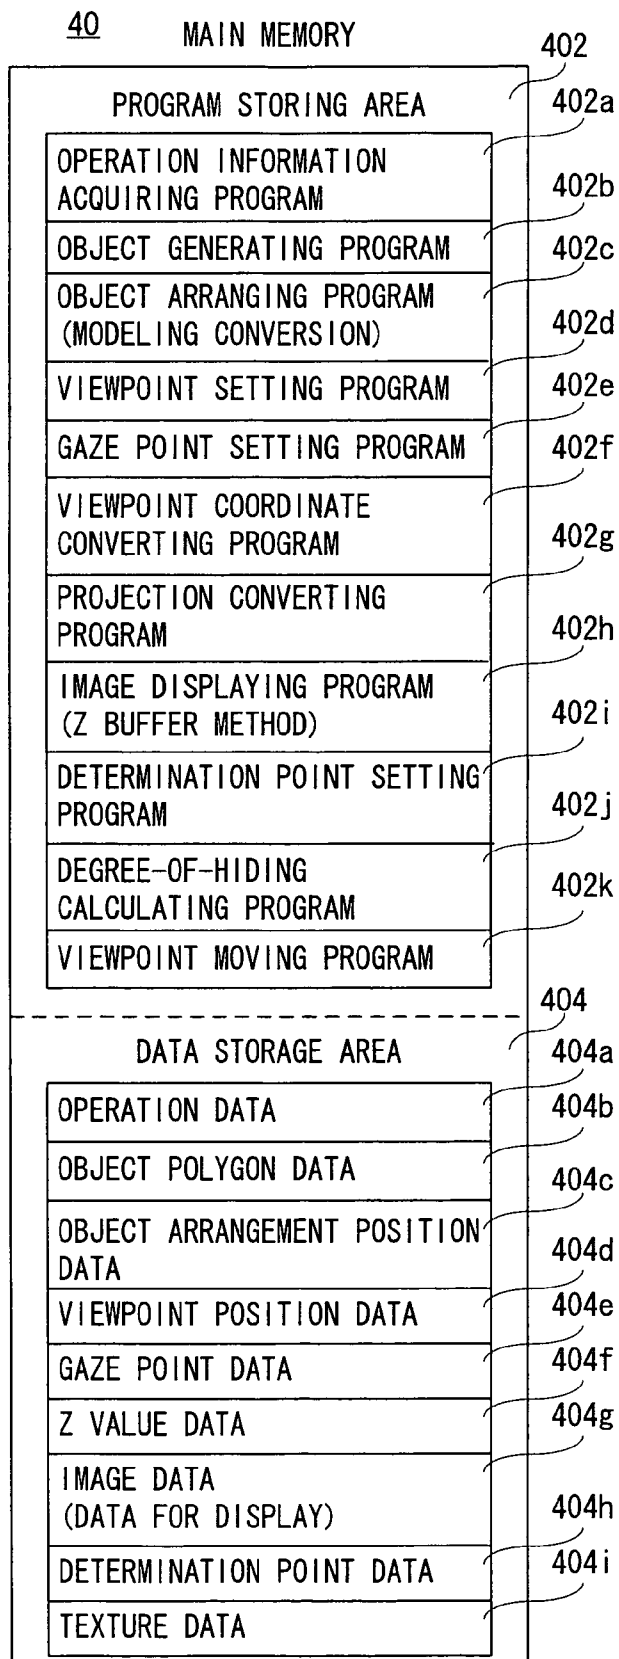 40 MAIN MEMORY
402
PROGRAM STORING AREA
402a
OPERATION INFORMATION
ACQUIRING PROGRAM
402b
OBJECT GENERATING PROGRAM
402c
OBJECT ARRANGING PROGRAM
(MODELING CONVERSION)
402d
VIEWPOINT SETTING PROGRAM
402e
GAZE POINT SETTING PROGRAM
402f
VIEWPOINT COORDINATE
CONVERTING PROGRAM
402g
PROJECTION CONVERTING
PROGRAM
402h
IMAGE DISPLAYING PROGRAM
(Z BUFFER METHOD)
402i
DETERMINATION POINT SETTING
PROGRAM
402j
DEGREE-OF-HIDING
CALCULATING PROGRAM
402k
VIEWPOINT MOVING PROGRAM
404
DATA STORAGE AREA
404a
OPERATION DATA
404b
OBJECT POLYGON DATA
404c
OBJECT ARRANGEMENT POSITION
DATA
404d
VIEWPOINT POSITION DATA
404e
GAZE POINT DATA
404f
Z VALUE DATA
404g
IMAGE DATA
(DATA FOR DISPLAY)
404h
DETERMINATION POINT DATA
404i
TEXTURE DATA